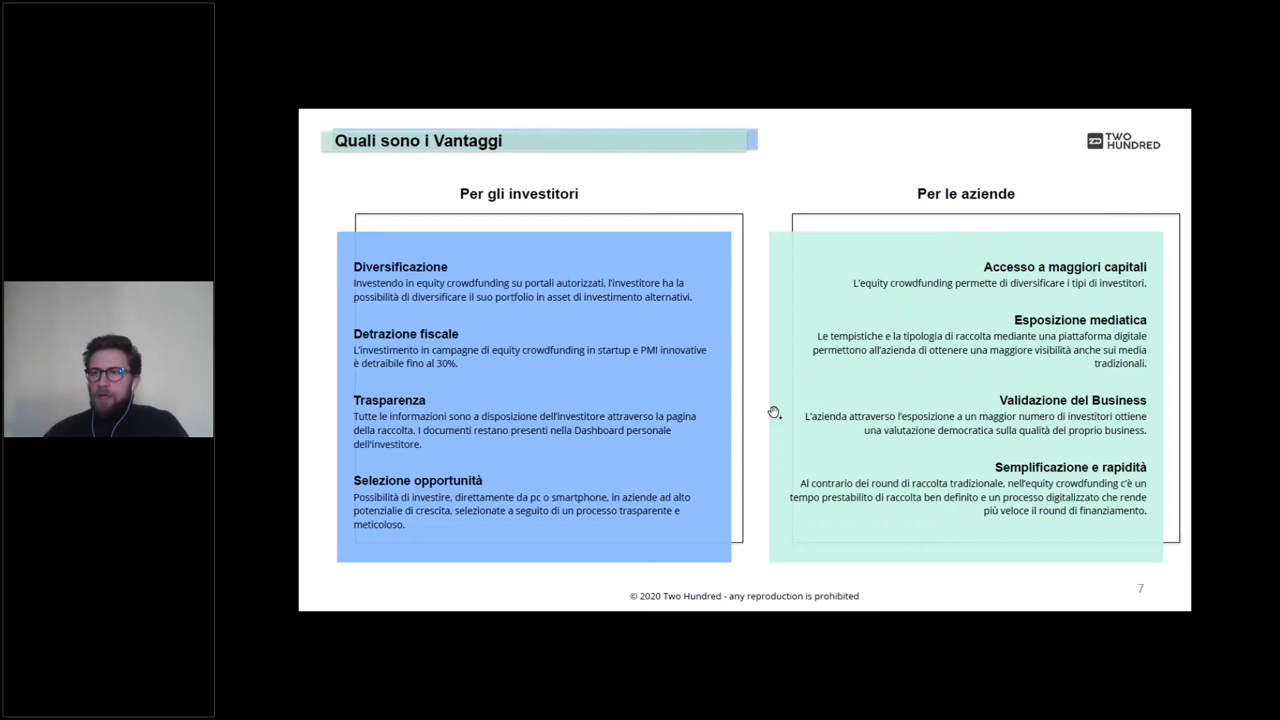 Quali sono i Vantaggi
TWO
HUNDRED
Per gli investitori
Diversificazione
Investendo in equity crowdfunding su portali autorizzati, l'investitore ha la
possibilità di diversificare il suo portfolio in asset di investimento alternativi.
Detrazione fiscale
L'investimento in campagne di equity crowdfunding in startup e PMI innovative
è detraibile fino al 30%.
Trasparenza
Tutte le informazioni sono a disposizione dell'investitore attraverso la pagina
della raccolta. I documenti restano presenti nella Dashboard personale
dell'investitore.
Selezione opportunità
Possibilità di investire, direttamente da pc o smartphone, in aziende ad alto
potenzialie di crescita, selezionate a seguito di un processo trasparente e
meticoloso.
Per le aziende
Accesso a maggiori capitali
L'equity crowdfunding permette di diversificare i tipi di investitori.
Esposizione mediatica
Le tempistiche e la tipologia di raccolta mediante una piattaforma digitale
permettono all'azienda di ottenere una maggiore visibilità anche sui media
tradizionali.
Validazione del Business
L'azienda attraverso l'esposizione a un maggior numero di investitori ottiene
una valutazione democratica sulla qualità del proprio business.
Semplificazione e rapidità
Al contrario dei round di raccolta tradizionale, nell'equity crowdfunding c'è un
tempo prestabilito di raccolta ben definito e un processo digitalizzato che rende
più veloce il round di finanziamento.
© 2020 Two Hundred - any reproduction is prohibited
7